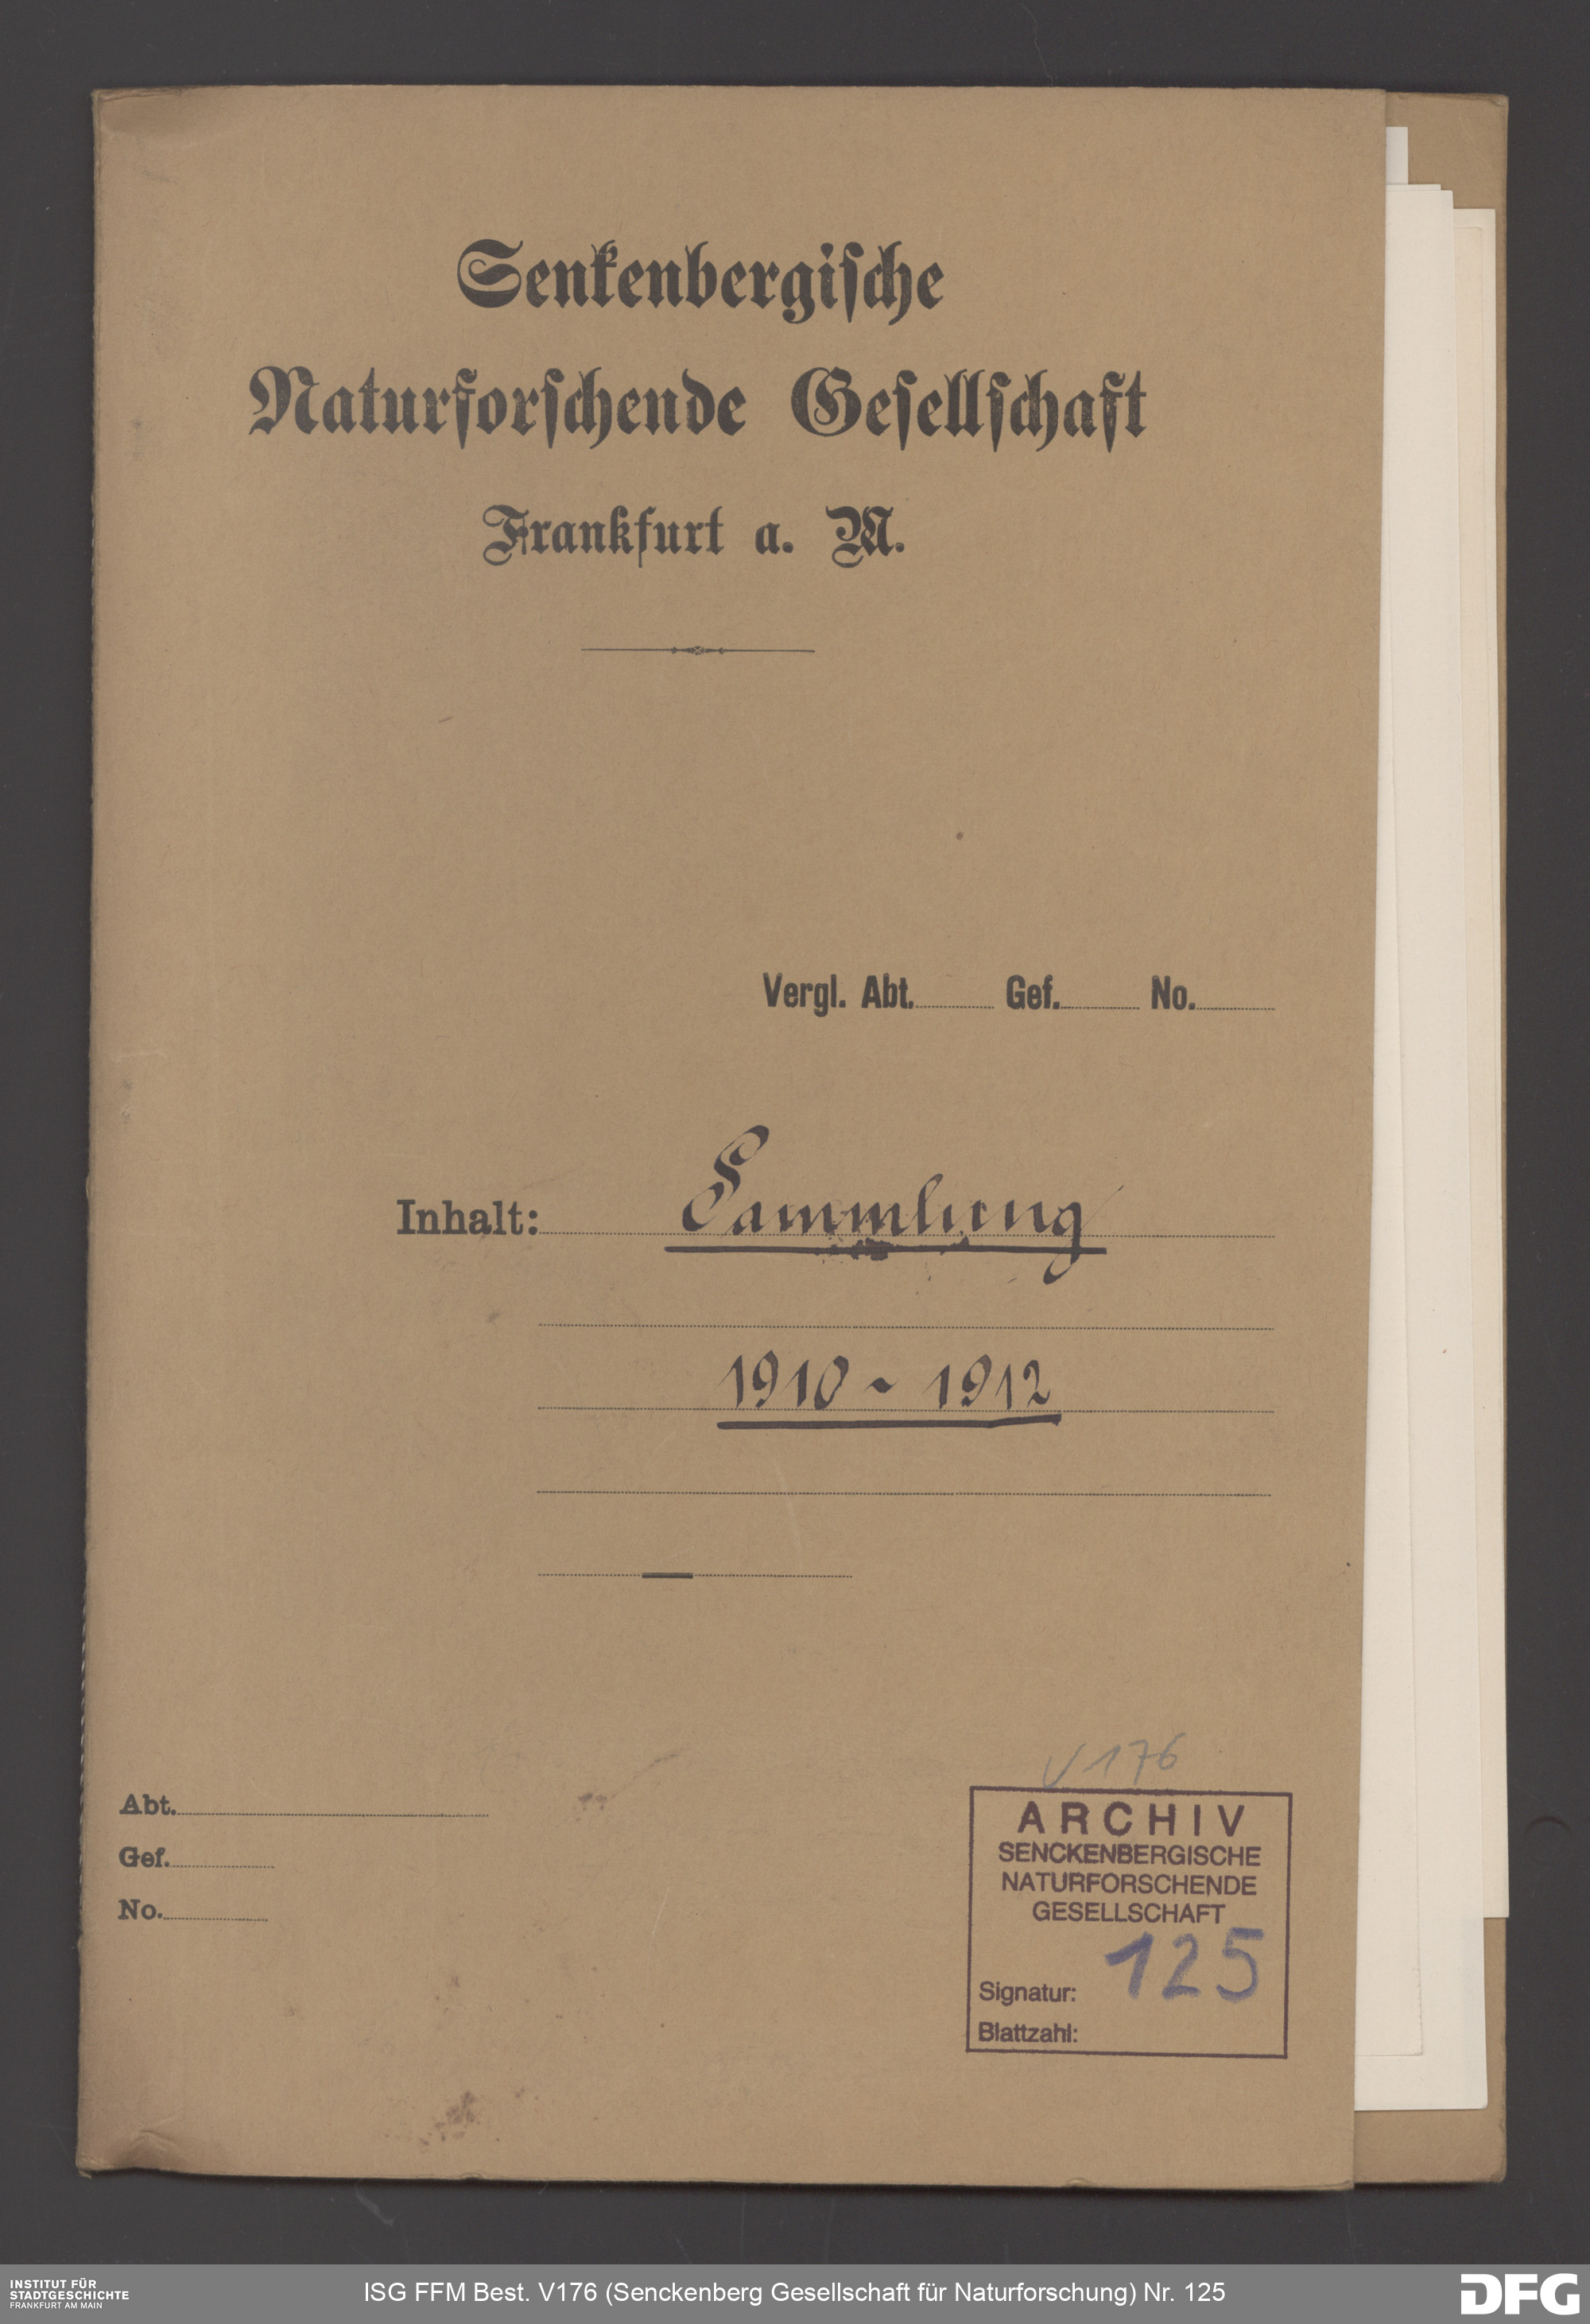 Senkenbergische
Naturforschende Gesellschaft
Frankfurt a. M.
Vergl. Abt. Gef. No.
Inhalt: Sammlung
1910 - 1912
V 176
Abt.
Gef.
No.
ARCHIV
SENCKENBERGISCHE
NATURFORSCHENDE
GESELLSCHAFT
125
Signatur:
Blattzahl:
INSTITUT FÜR
STADTGESCHICHTE
FRANKFURT AM MAIN
ISG FFM Best. V176 (Senckenberg Gesellschaft für Naturforschung) Nr. 125
DFG